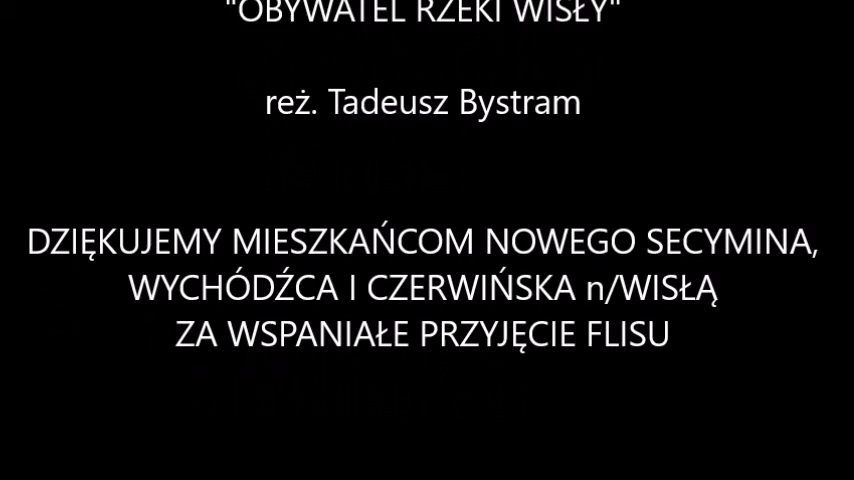 "OBYWATEL RZEKI WISŁY"
reż. Tadeusz Bystram
DZIĘKUJEMY MIESZKAŃCOM NOWEGO SECYMINA,
WYCHÓDŹCA I CZERWIŃSKA n/WISŁĄ
ZA WSPANIAŁE PRZYJĘCIE FLISU